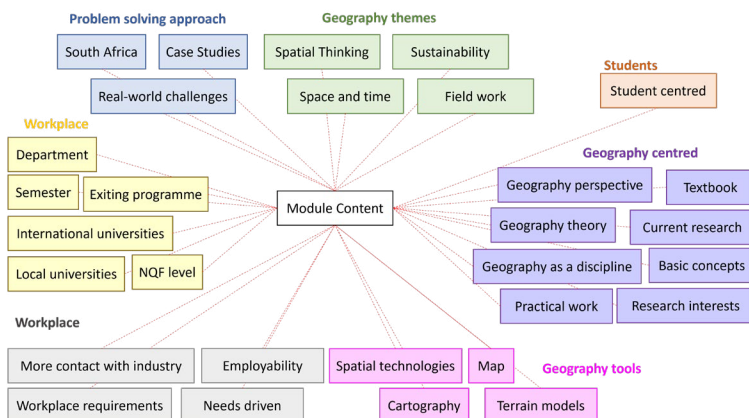 Problem solving approach
Geography themes
South Africa
Case Studies
Spatial Thinking
Sustainability
Students
Real-world challenges
Space and time
Field work
Student centred
Workplace
Department
Geography centred
Semester
Exiting programme
Geography perspective
Textbook
Module Content
International universities
Geography theory
Current research
Local universities
NQF level
Geography as a discipline
Basic concepts
Practical work
Research interests
Workplace
More contact with industry
Employability
Spatial technologies
Map
Geography tools
Workplace requirements
Needs driven
Cartography
Terrain models